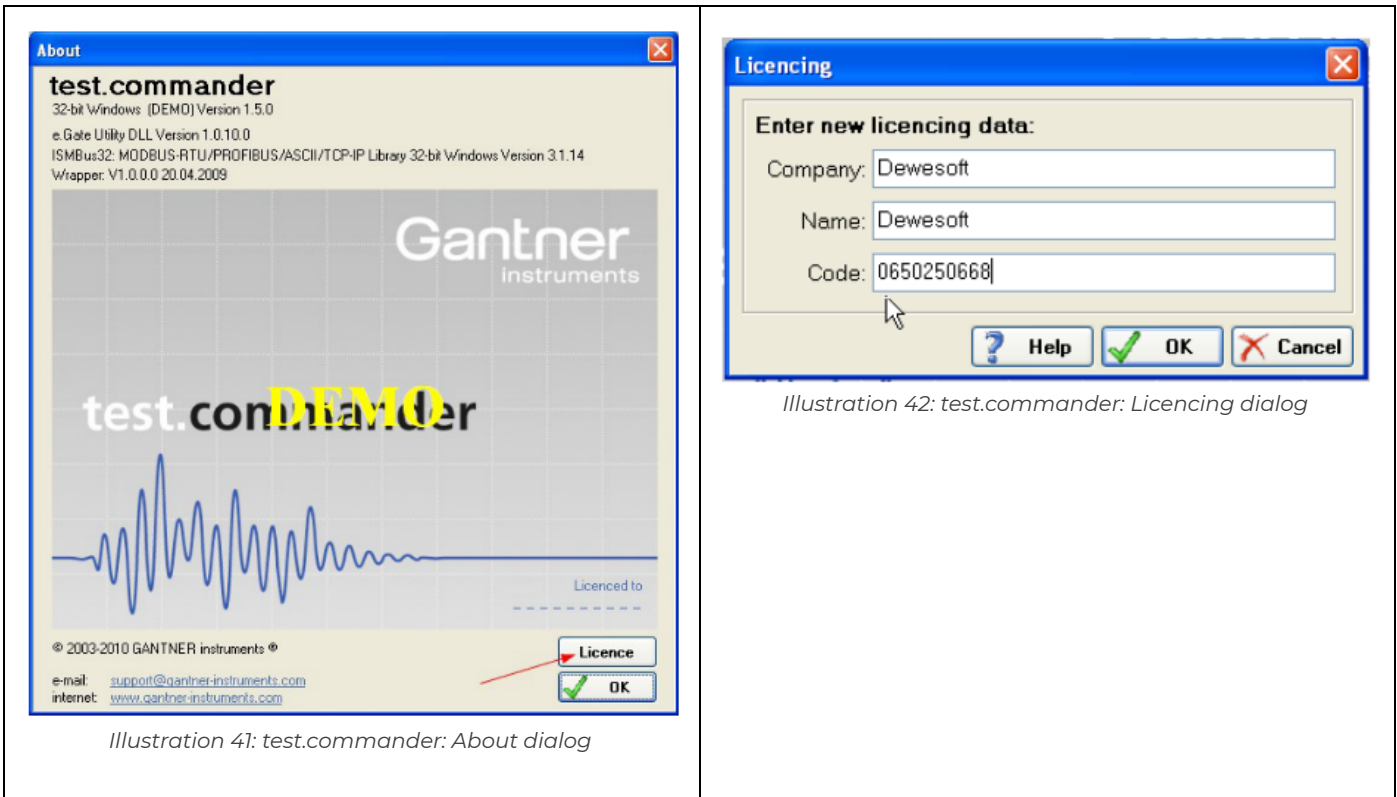 About
test.commander
32-bit Windows (DEMO) Version 1.5.0
e.Gate Utility DLL Version 1.0.10.0
ISMBus32: MODBUS-RTU/PROFIBUS/ASCII/TCP-IP Library 32-bit Windows Version 3.1.14
Wrapper: V1.0.0.0 20.04.2009
Gantner
instruments
test.commander
DEMO
Licenced to
© 2003-2010 GANTNER instruments ®
Licence
e-mail: support@gantner-instruments.com
internet: www.gantner-instruments.com
OK
Illustration 41: test.commander: About dialog
Licencing
Enter new licencing data:
Company: Dewesoft
Name: Dewesoft
Code: 0650250668
? Help OK Cancel
Illustration 42: test.commander: Licencing dialog